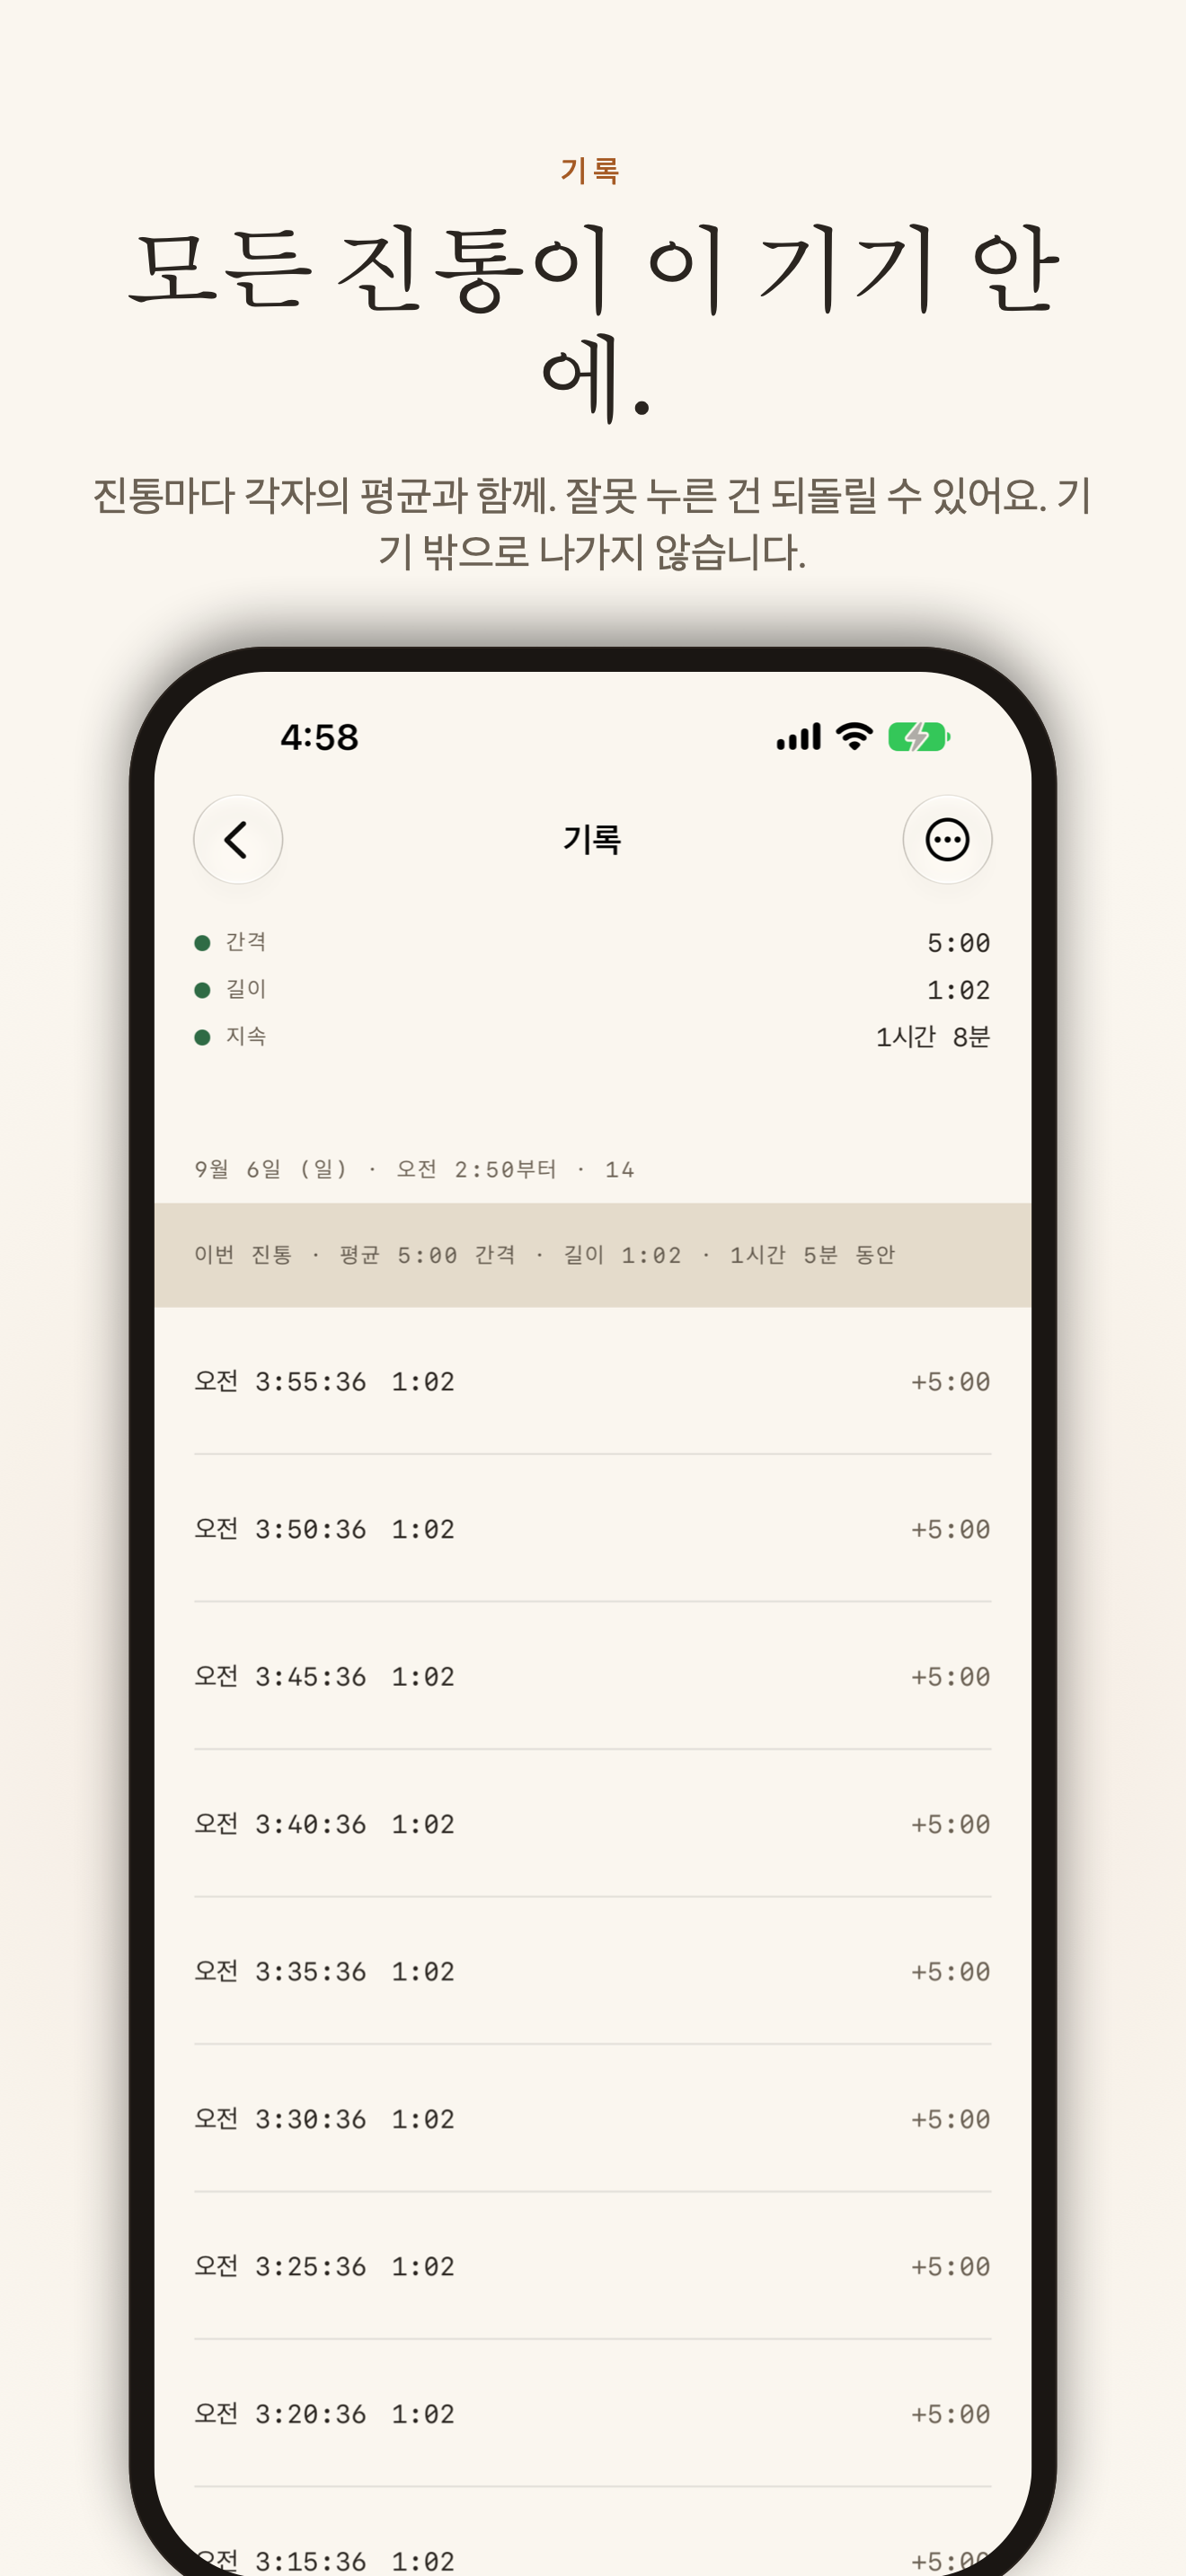 기록
모든 진통이 이 기기 안
에.
진통마다 각자의 평균과 함께. 잘못 누른 건 되돌릴 수 있어요. 기
기 밖으로 나가지 않습니다.
4:58
기록
간격 5:00
길이 1:02
지속 1시간 8분
9월 6일 (일) · 오전 2:50부터 · 14
이번 진통 · 평균 5:00 간격 · 길이 1:02 · 1시간 5분 동안
오전 3:55:36 1:02 +5:00
오전 3:50:36 1:02 +5:00
오전 3:45:36 1:02 +5:00
오전 3:40:36 1:02 +5:00
오전 3:35:36 1:02 +5:00
오전 3:30:36 1:02 +5:00
오전 3:25:36 1:02 +5:00
오전 3:20:36 1:02 +5:00
오전 3:15:36 1:02 +5:00